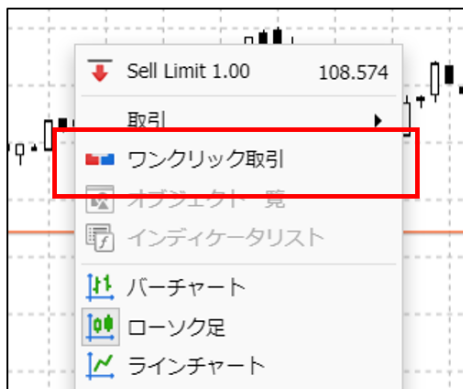 Sell Limit 1.00 108.574
取引
ワンクリック取引
オブジェクト一覧
インディケータリスト
バーチャート
ローソク足
ラインチャート